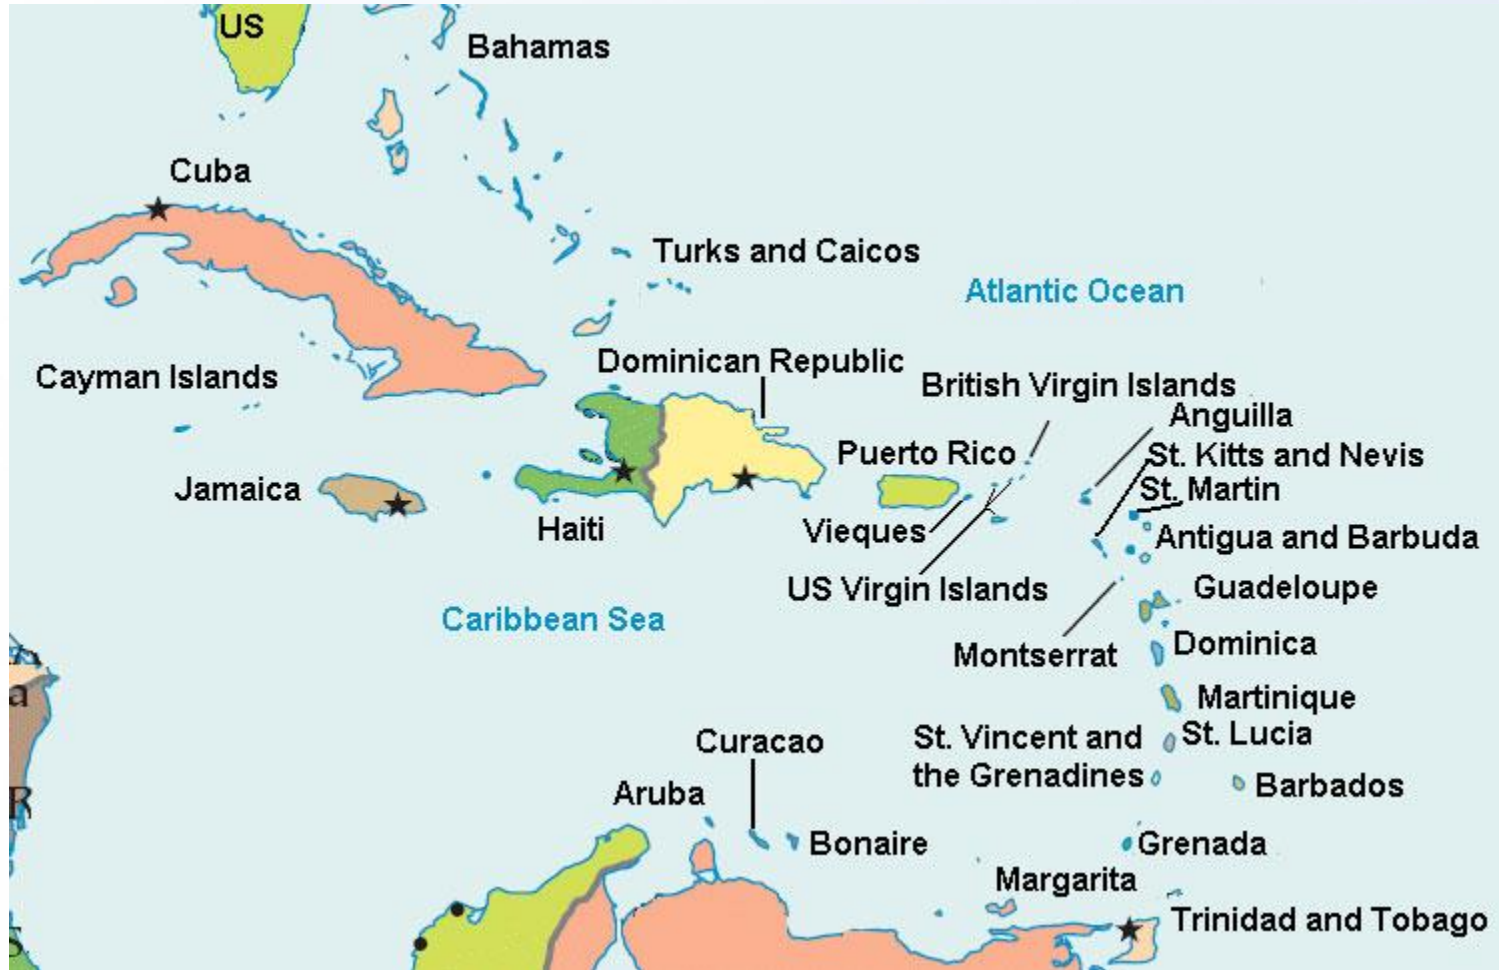 US
Bahamas
Cuba
Turks and Caicos
Atlantic Ocean
Dominican Republic
Cayman Islands
British Virgin Islands
Anguilla
Puerto Rico
St. Kitts and Nevis
Jamaica
St. Martin
Haiti
Vieques
Antigua and Barbuda
US Virgin Islands
Guadeloupe
Caribbean Sea
Montserrat
Dominica
a
Martinique
Curacao
St. Vincent and
the Grenadines
St. Lucia
Aruba
Barbados
R
Bonaire
Grenada
Margarita
Trinidad and Tobago
S